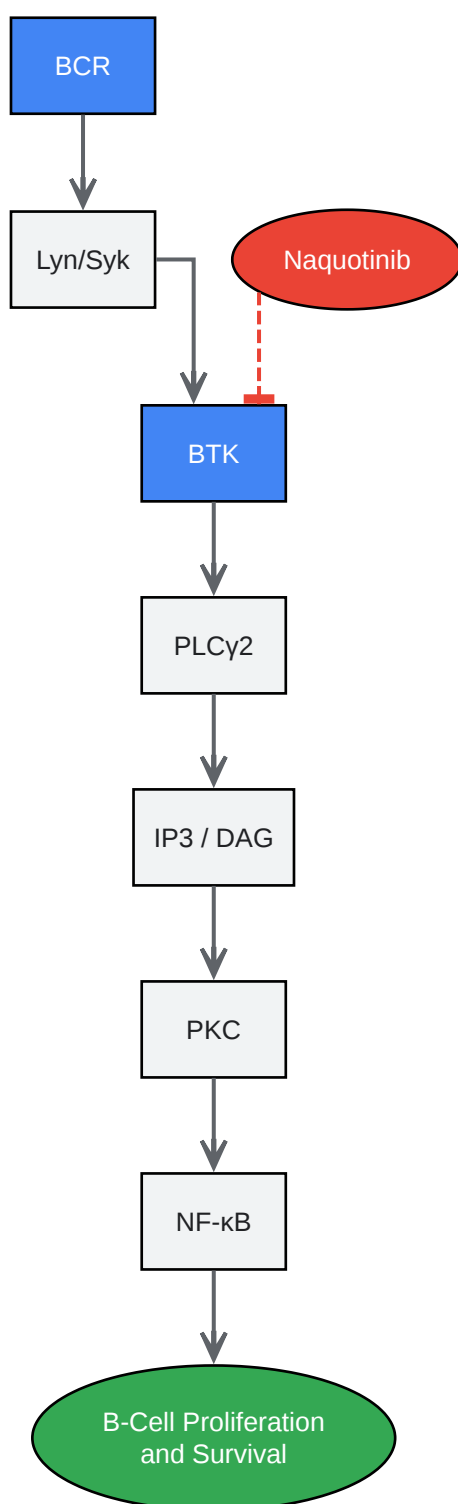 BCR
Lyn/Syk
Naquotinib
BTK
PLCγ2
IP3 / DAG
PKC
NF-κB
B-Cell Proliferation
and Survival